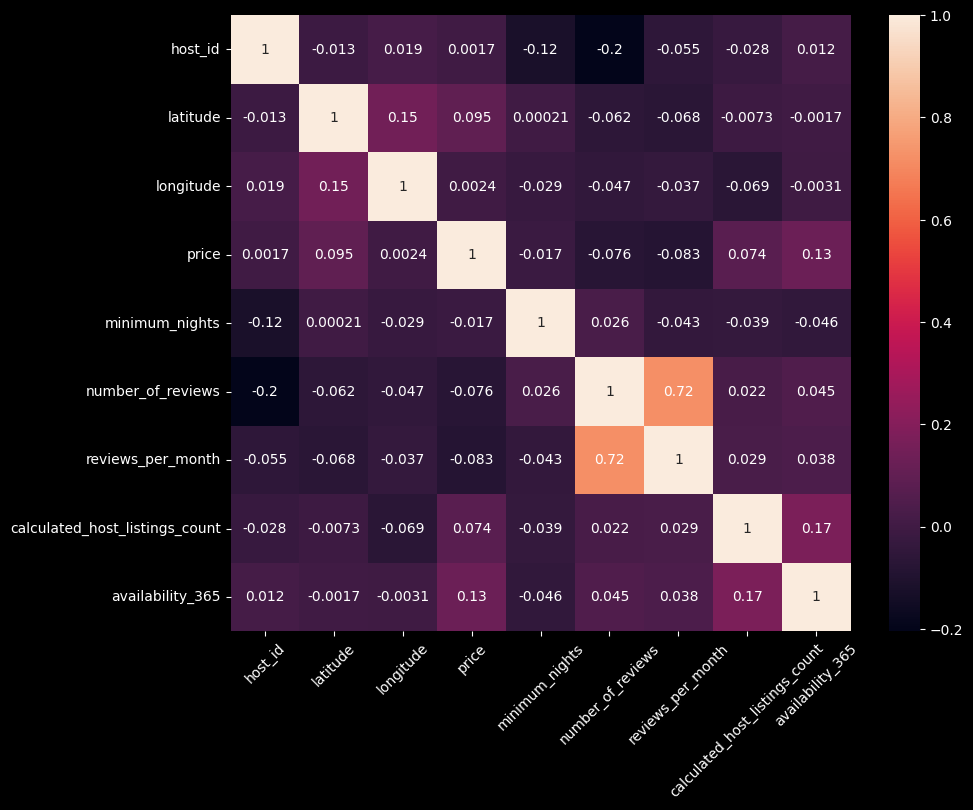 host_id 1 -0.013 0.019 0.0017 -0.12 -0.2 -0.055 -0.028 0.012
latitude -0.013 1 0.15 0.095 0.00021 -0.062 -0.068 -0.0073 -0.0017
longitude 0.019 0.15 1 0.0024 -0.029 -0.047 -0.037 -0.069 -0.0031
price 0.0017 0.095 0.0024 1 -0.017 -0.076 -0.083 0.074 0.13
minimum_nights -0.12 0.00021 -0.029 -0.017 1 0.026 -0.043 -0.039 -0.046
number_of_reviews -0.2 -0.062 -0.047 -0.076 0.026 1 0.72 0.022 0.045
reviews_per_month -0.055 -0.068 -0.037 -0.083 -0.043 0.72 1 0.029 0.038
calculated_host_listings_count -0.028 -0.0073 -0.069 0.074 -0.039 0.022 0.029 1 0.17
availability_365 0.012 -0.0017 -0.0031 0.13 -0.046 0.045 0.038 0.17 1
host_id
latitude
longitude
price
minimum_nights
number_of_reviews
reviews_per_month
calculated_host_listings_count
availability_365
1.0
0.8
0.6
0.4
0.2
0.0
−0.2